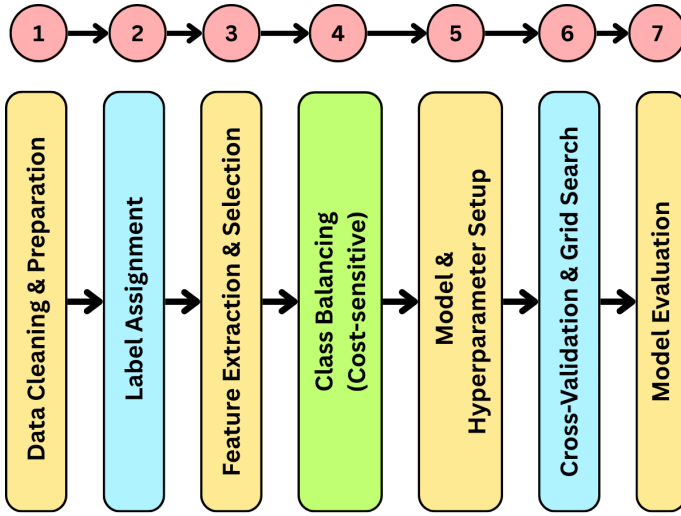 1
2
3
4
5
6
7
Data Cleaning & Preparation
Label Assignment
Feature Extraction & Selection
Class Balancing
(Cost-sensitive)
Model &
Hyperparameter Setup
Cross-Validation & Grid Search
Model Evaluation